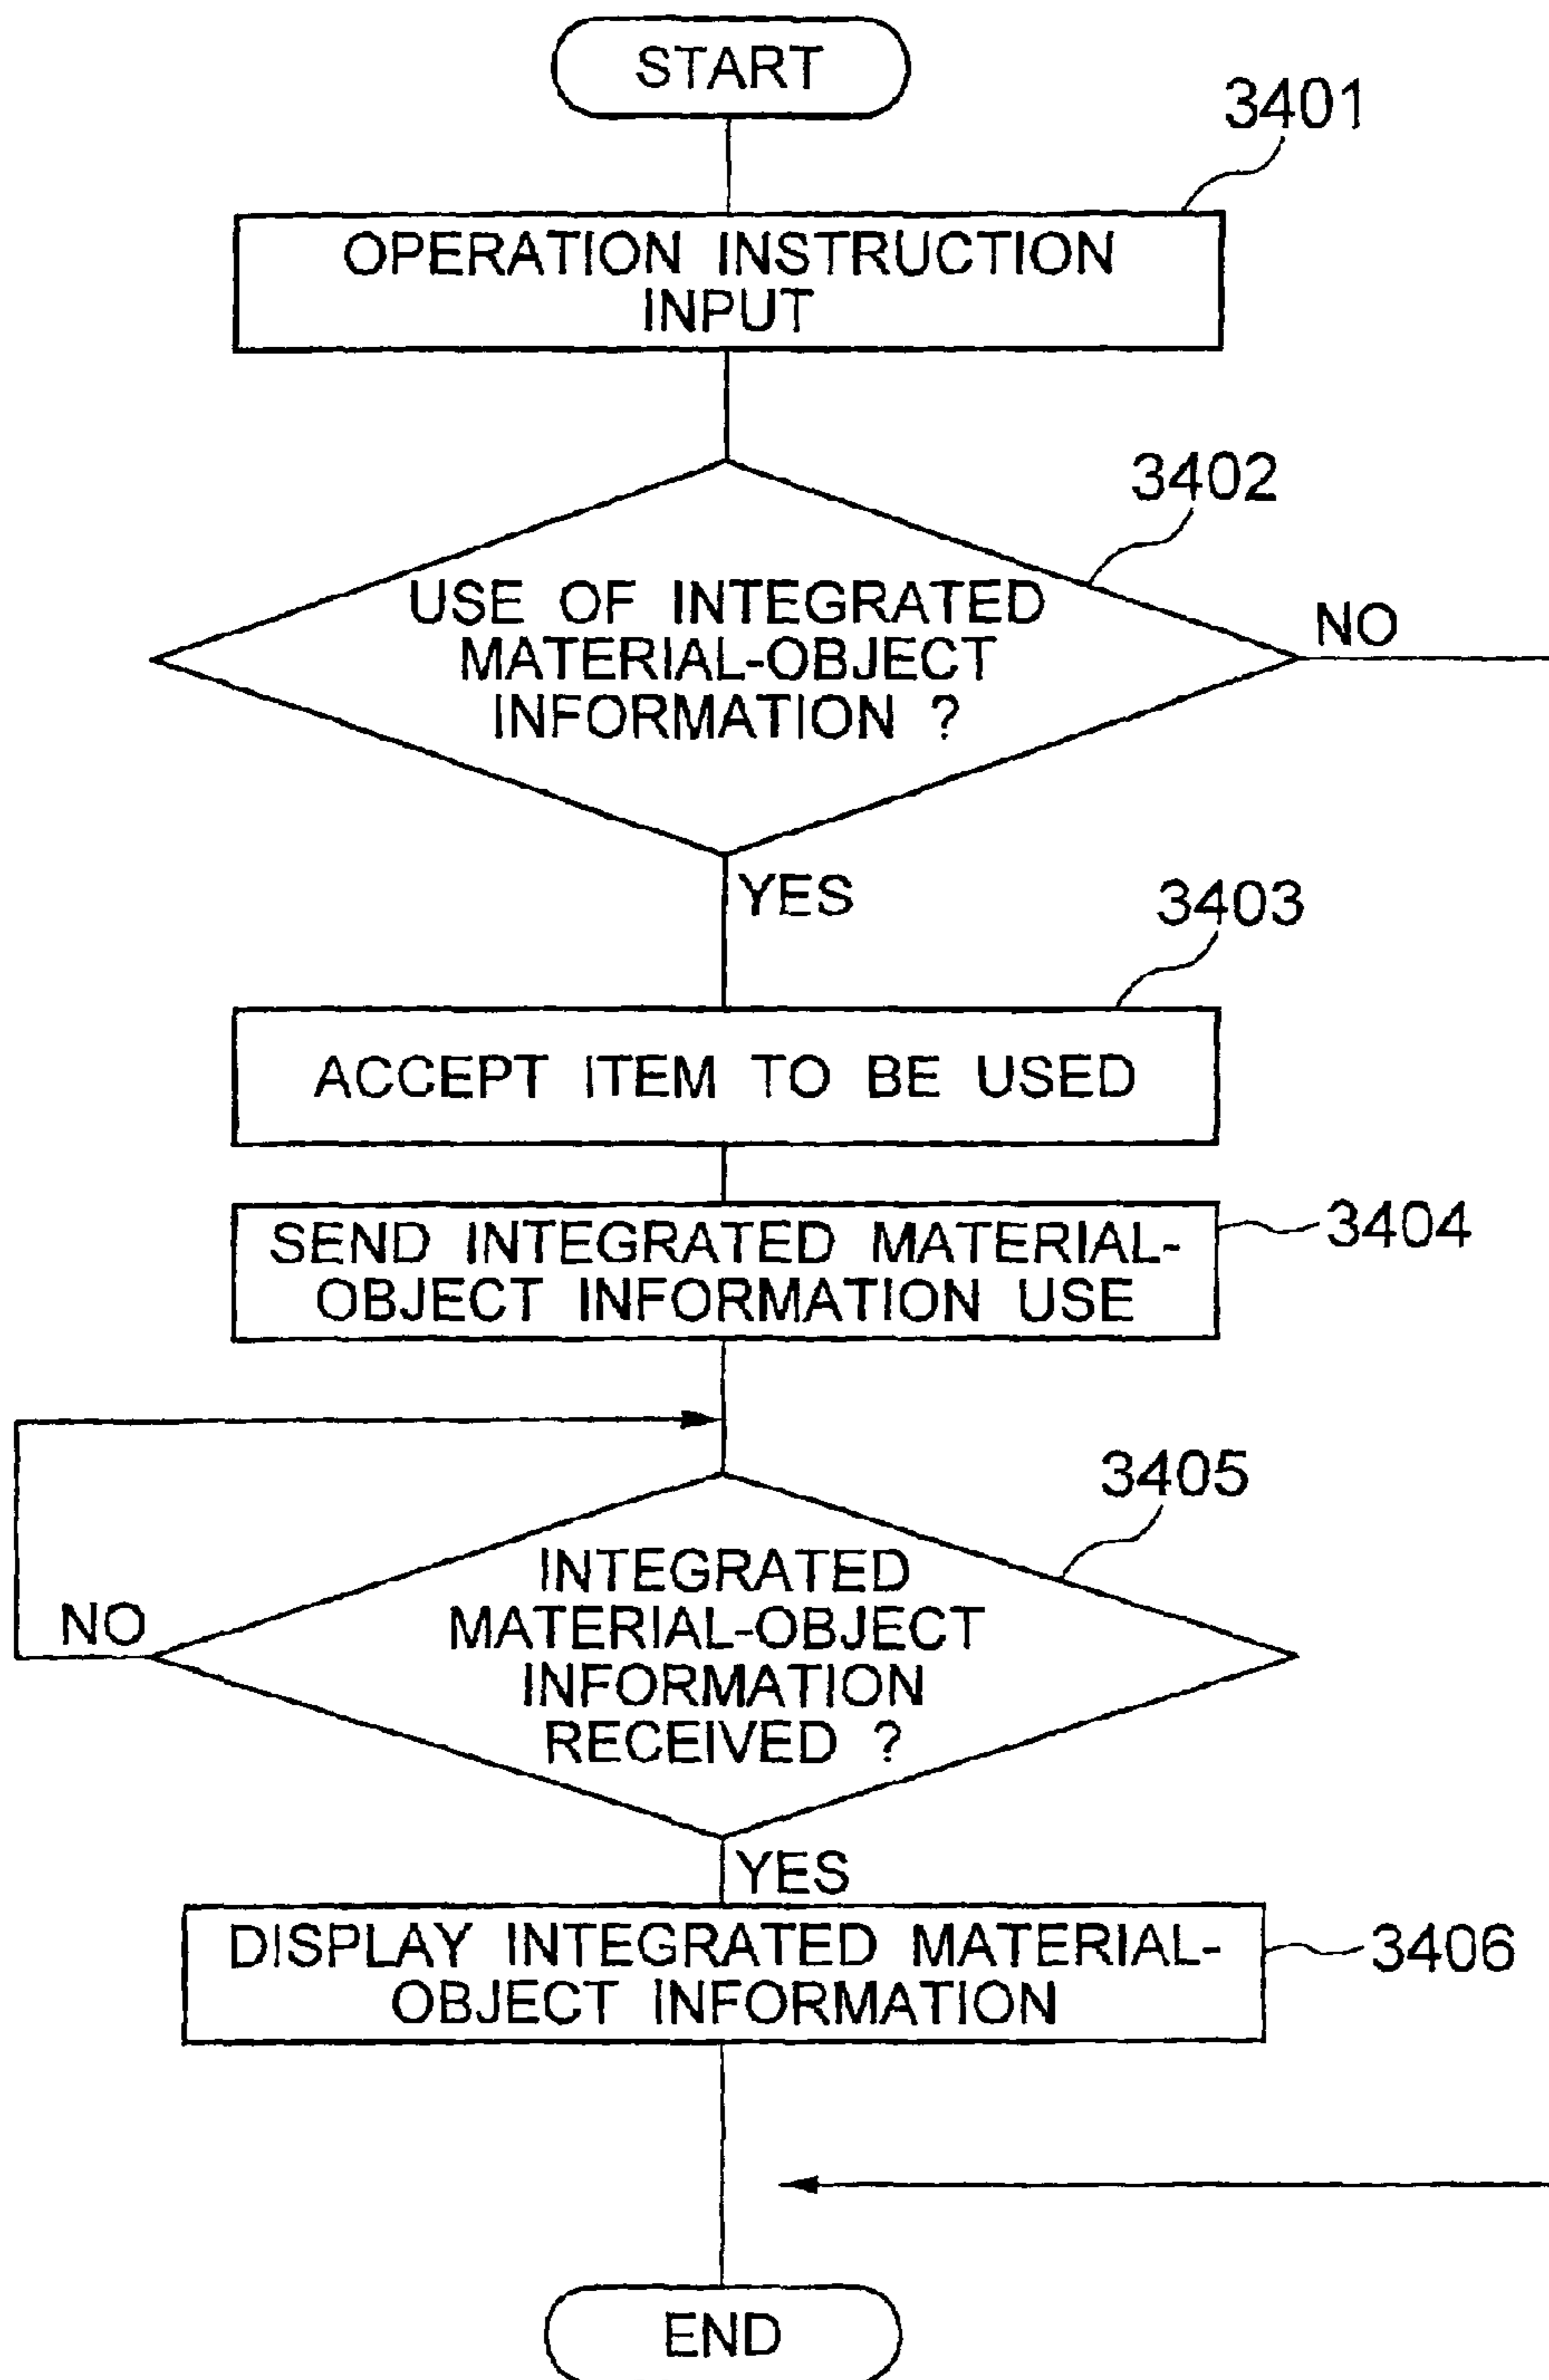 START
3401
OPERATION INSTRUCTION
INPUT
3402
USE OF INTEGRATED
MATERIAL-OBJECT
INFORMATION ?
NO
YES
3403
ACCEPT ITEM TO BE USED
SEND INTEGRATED MATERIAL-
OBJECT INFORMATION USE
3404
3405
INTEGRATED
MATERIAL-OBJECT
INFORMATION
RECEIVED ?
NO
YES
DISPLAY INTEGRATED MATERIAL-
OBJECT INFORMATION
3406
END